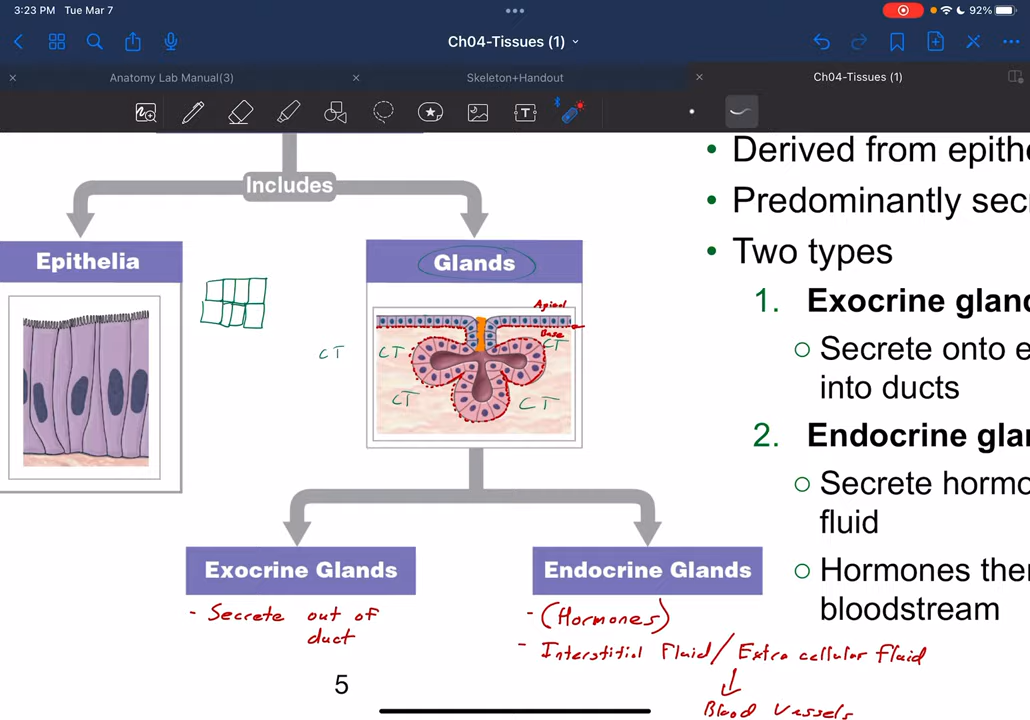 3:23 PM Tue Mar 7
92%
Ch04-Tissues (1)
Anatomy Lab Manual(3)
Skeleton+Handout
Ch04-Tissues (1)
Includes
Epithelia
Glands
Apical
Base
CT
CT
CT
CT
CT
Exocrine Glands
Endocrine Glands
- Secrete out of
duct
- (Hormones)
- Interstitial Fluid/Extra cellular fluid
Blood Vessels
5
• Derived from epithe
• Predominantly sec
• Two types
1. Exocrine gland
○ Secrete onto e
into ducts
2. Endocrine gla
○ Secrete hormo
fluid
○ Hormones the
bloodstream